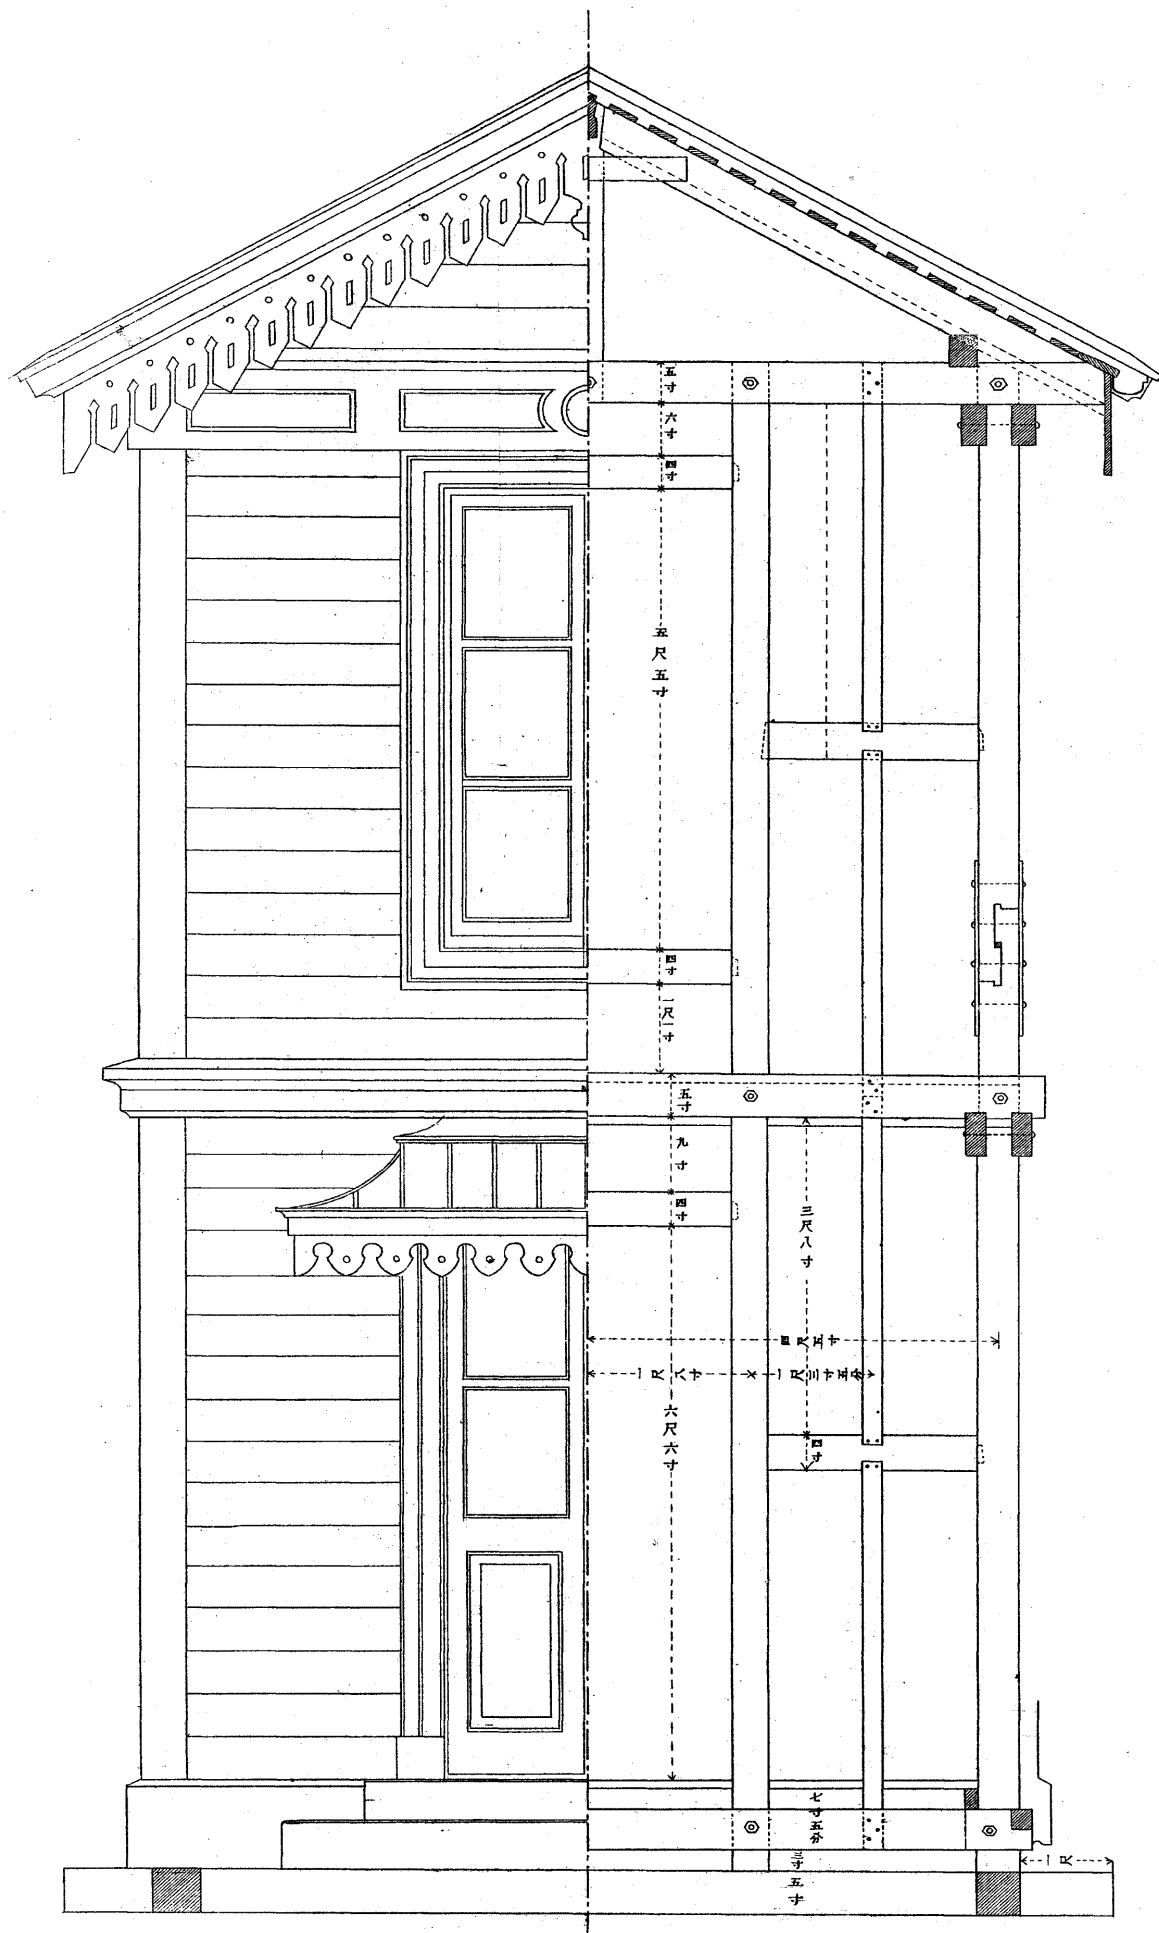 五寸
六寸
四寸
五尺五寸
四寸
一尺一寸
五寸
九寸
四寸
三尺八寸
四尺五寸
一尺八寸
一尺三寸五分
六尺六寸
四寸
七寸五分
三寸
五寸
一尺